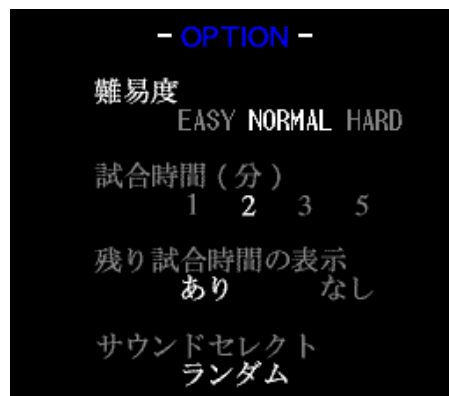 - OPTION -
難易度
EASY NORMAL HARD
試合時間(分)
1 2 3 5
残り試合時間の表示
あり なし
サウンドセレクト
ランダム